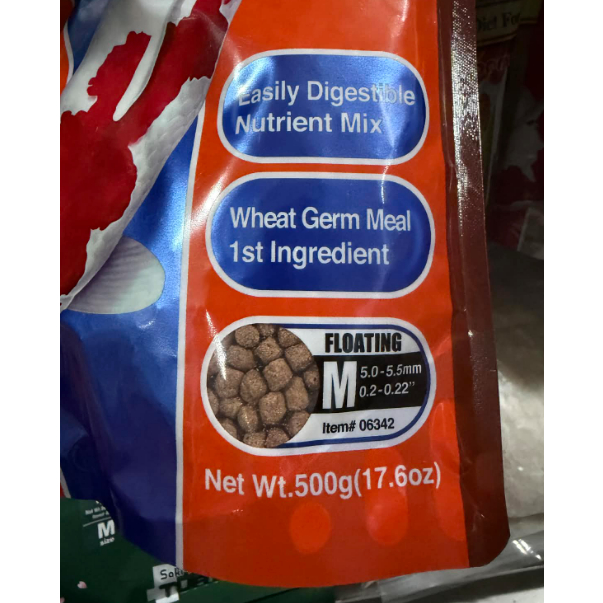 Easily Digestible
Nutrient Mix
Wheat Germ Meal
1st Ingredient
FLOATING
M
5.0-5.5mm
0.2-0.22"
Item# 06342
Net Wt.500g(17.6oz)
M
size